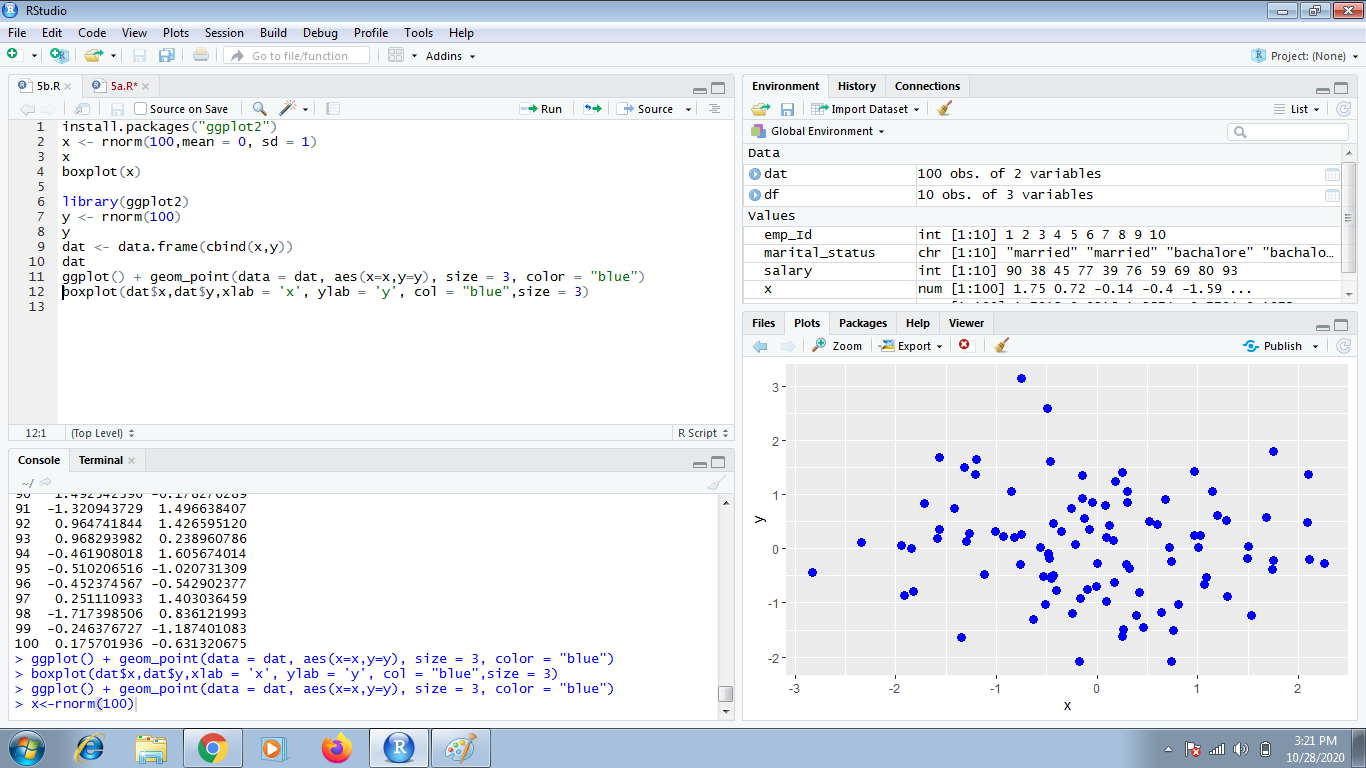 RStudio
File Edit Code View Plots Session Build Debug Profile Tools Help
Go to file/function Addins Project: (None)
5b.R 5a.R*
Source on Save Run Source
1 install.packages("ggplot2")
2 x <- rnorm(100,mean = 0, sd = 1)
3 x
4 boxplot(x)
5
6 library(ggplot2)
7 y <- rnorm(100)
8 y
9 dat <- data.frame(cbind(x,y))
10 dat
11 ggplot() + geom_point(data = dat, aes(x=x,y=y), size = 3, color = "blue")
12 boxplot(dat$x,dat$y,xlab = 'x', ylab = 'y', col = "blue",size = 3)
13
12:1 (Top Level) R Script
Console Terminal
~/
90 1.492542590 -0.178276289
91 -1.320943729 1.496638407
92 0.964741844 1.426595120
93 0.968293982 0.238960786
94 -0.461908018 1.605674014
95 -0.510206516 -1.020731309
96 -0.452374567 -0.542902377
97 0.251110933 1.403036459
98 -1.717398506 0.836121993
99 -0.246376727 -1.187401083
100 0.175701936 -0.631320675
> ggplot() + geom_point(data = dat, aes(x=x,y=y), size = 3, color = "blue")
> boxplot(dat$x,dat$y,xlab = 'x', ylab = 'y', col = "blue",size = 3)
> ggplot() + geom_point(data = dat, aes(x=x,y=y), size = 3, color = "blue")
> x<-rnorm(100)
Environment History Connections
Import Dataset List
Global Environment
Data
dat 100 obs. of 2 variables
df 10 obs. of 3 variables
Values
emp_Id int [1:10] 1 2 3 4 5 6 7 8 9 10
marital_status chr [1:10] "married" "married" "bachalore" "bachalo…
salary int [1:10] 90 38 45 77 39 76 59 69 80 93
x num [1:100] 1.75 0.72 -0.14 -0.4 -1.59 ...
Files Plots Packages Help Viewer
Zoom Export Publish
3
2
1
0
-1
-2
y
-3 -2 -1 0 1 2
x
3:21 PM
10/28/2020